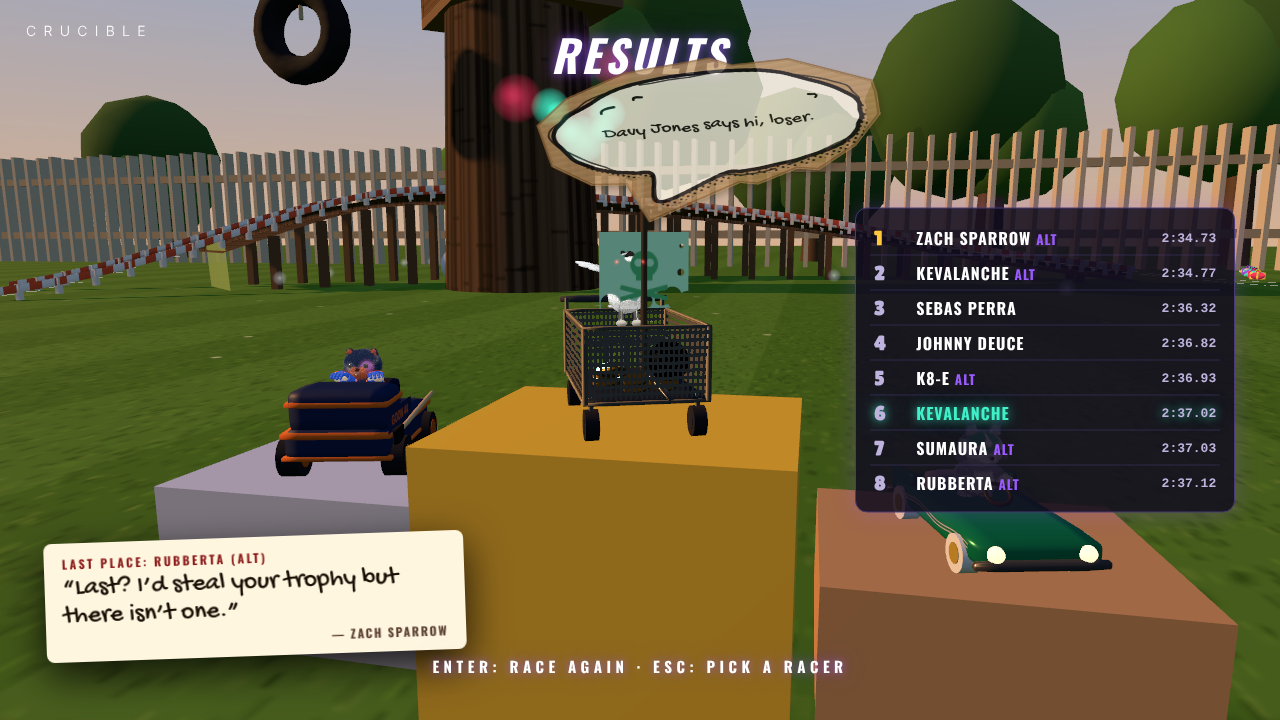 CRUCIBLE
RESULTS
Davy Jones says hi, loser.
1 ZACH SPARROW ALT 2:34.73
2 KEVALANCHE ALT 2:34.77
3 SEBAS PERRA 2:36.32
4 JOHNNY DEUCE 2:36.82
5 K8-E ALT 2:36.93
6 KEVALANCHE 2:37.02
7 SUMAURA ALT 2:37.03
8 RUBBERTA ALT 2:37.12
LAST PLACE: RUBBERTA (ALT)
“Last? I’d steal your trophy but
there isn’t one.”
— ZACH SPARROW
ENTER: RACE AGAIN · ESC: PICK A RACER